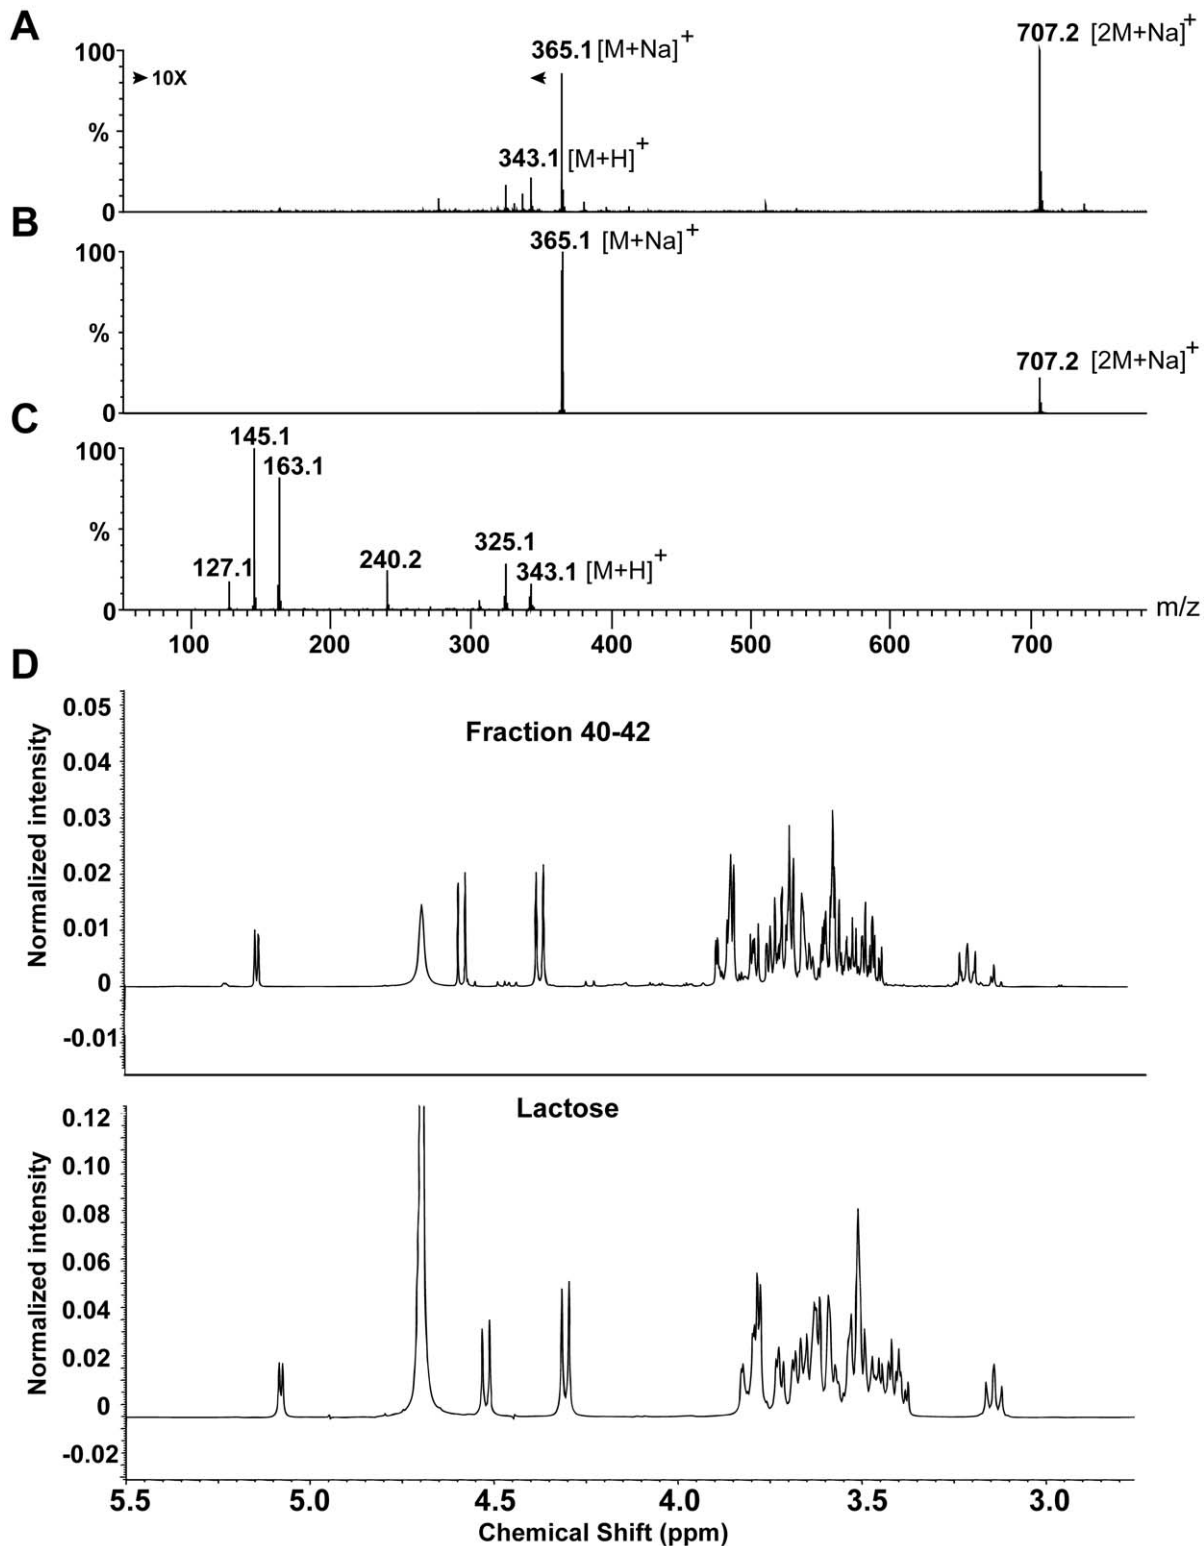 A
100
%
0
10X
365.1 [M+Na]+
343.1 [M+H]+
707.2 [2M+Na]+
B
100
%
0
365.1 [M+Na]+
707.2 [2M+Na]+
C
100
%
0
145.1
163.1
127.1
240.2
325.1
343.1 [M+H]+
m/z
100 200 300 400 500 600 700
D
Normalized intensity
0.05
0.04
0.03
0.02
0.01
0
-0.01
Fraction 40-42
Normalized intensity
0.12
0.10
0.08
0.06
0.04
0.02
0
-0.02
Lactose
5.5 5.0 4.5 4.0 3.5 3.0
Chemical Shift (ppm)